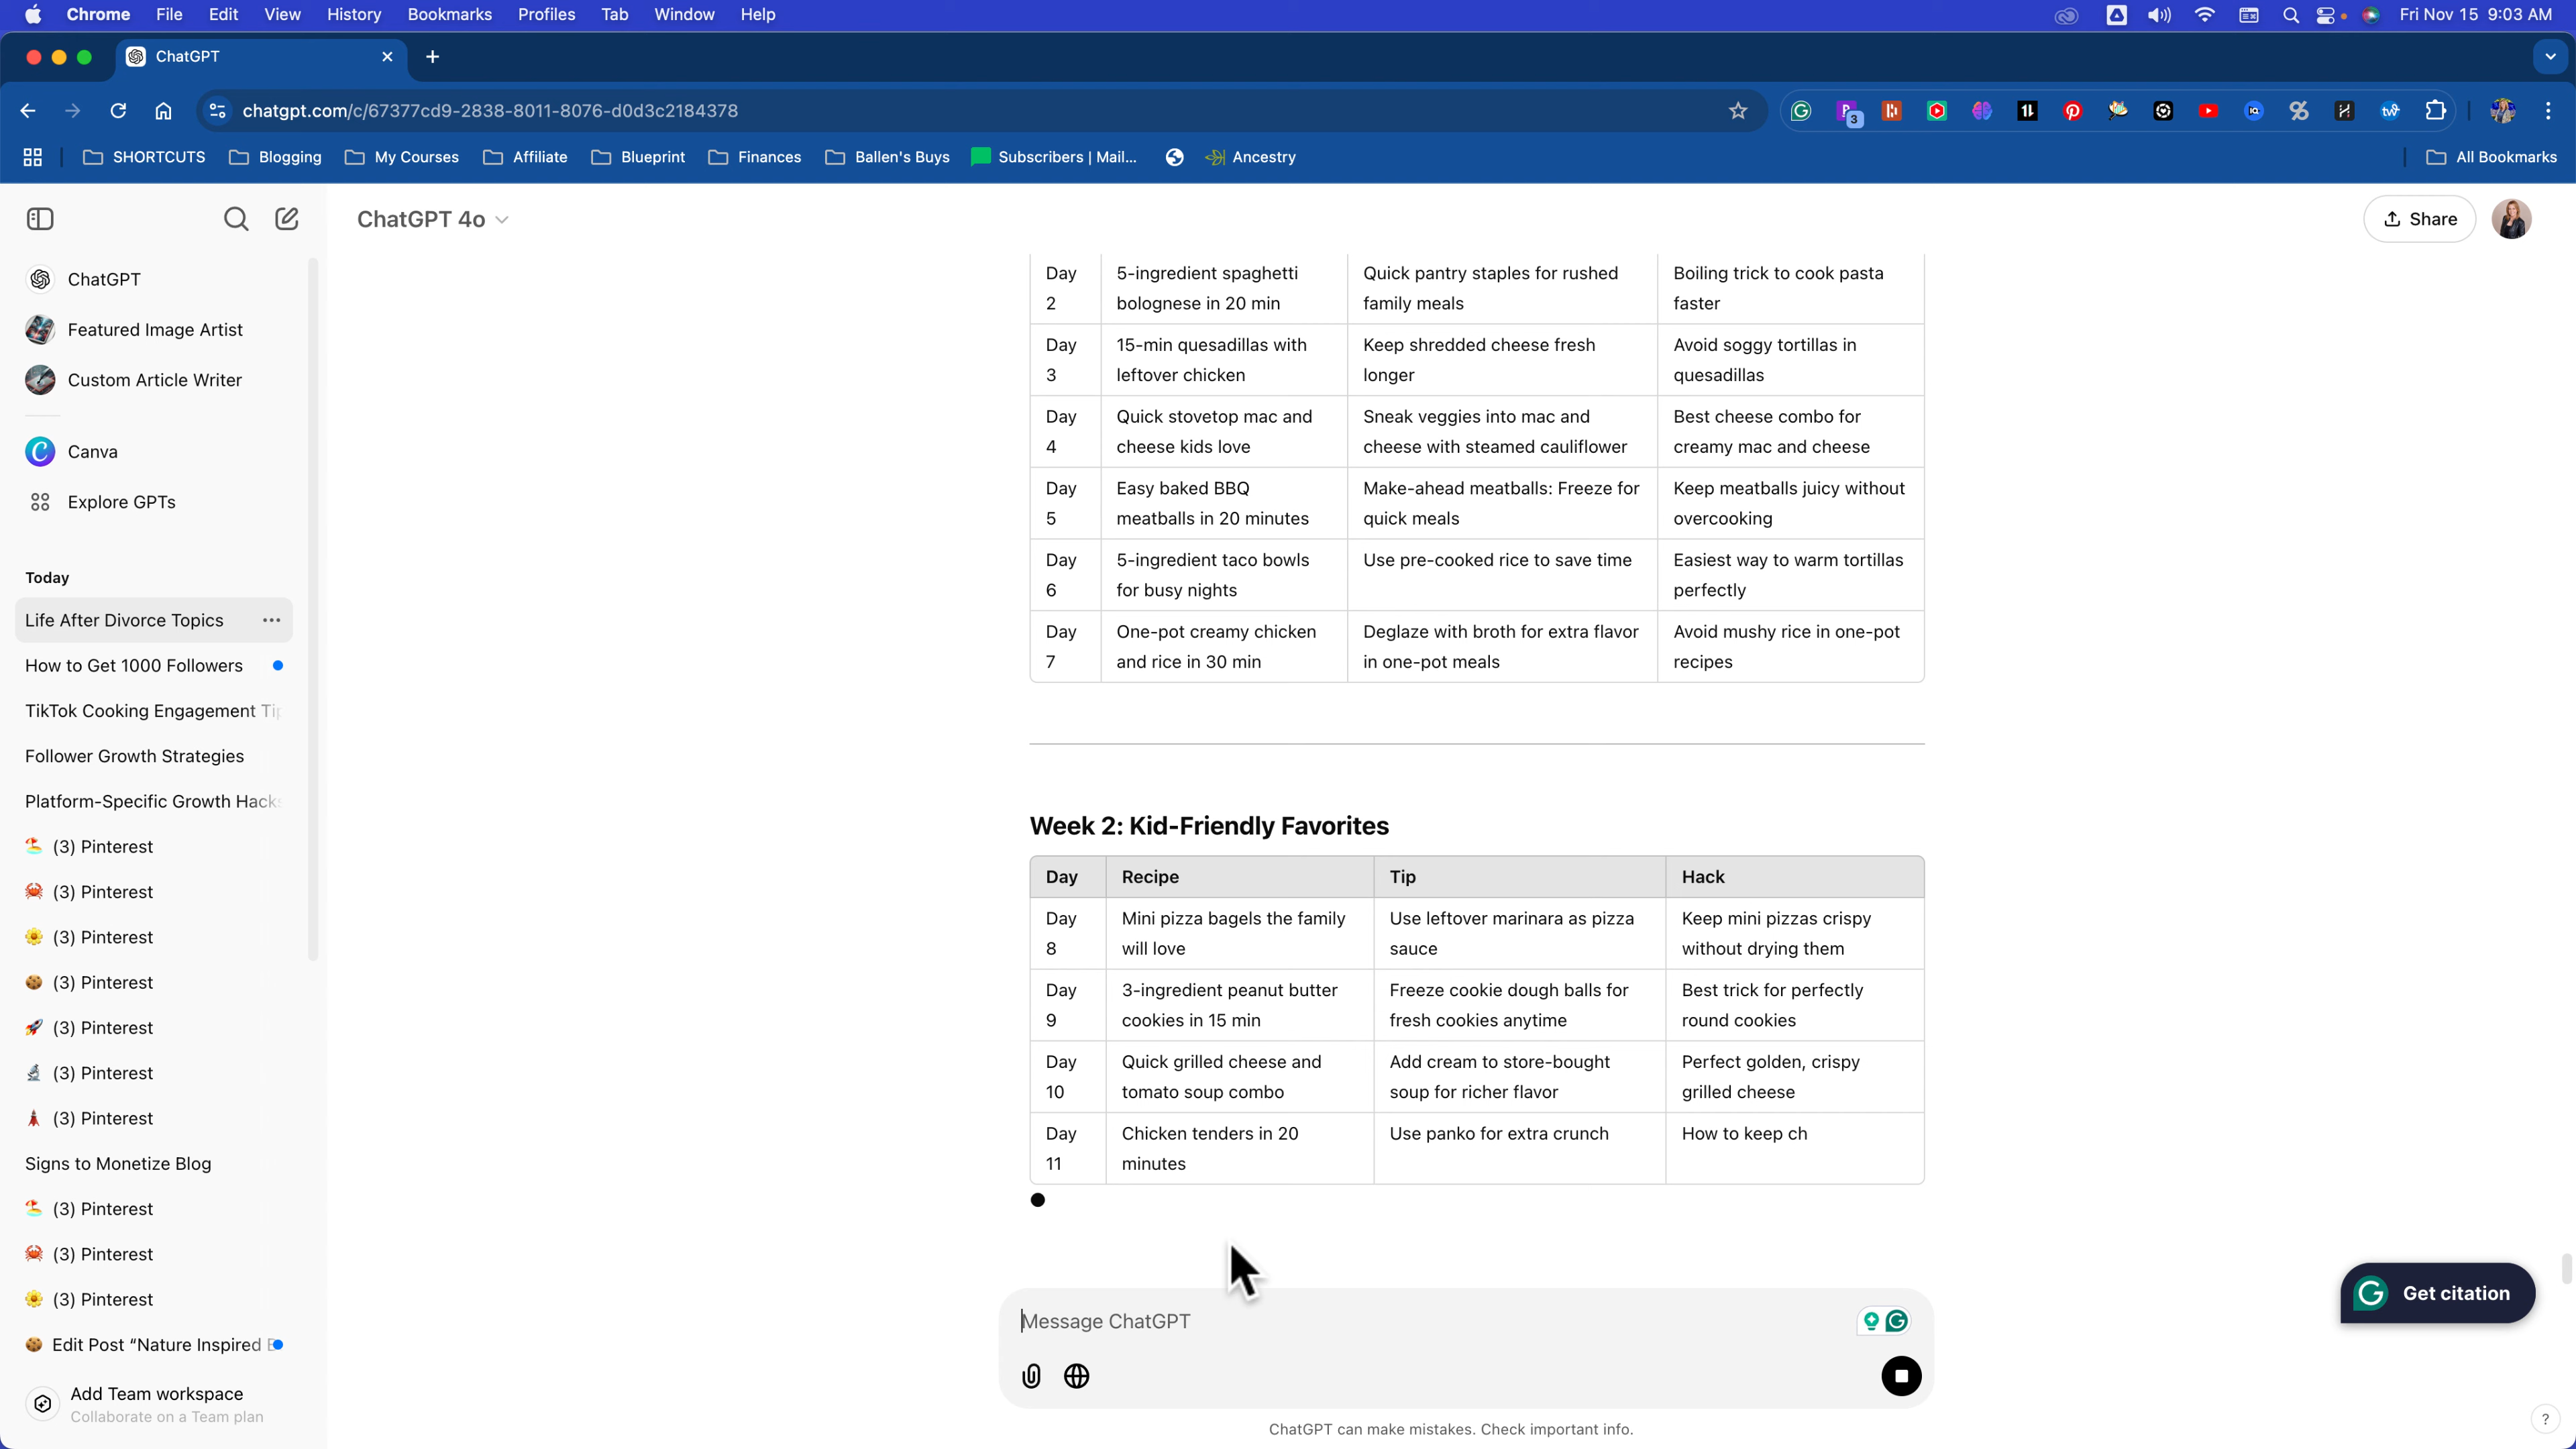 Chrome File Edit View History Bookmarks Profiles Tab Window Help Fri Nov 15 9:03 AM
ChatGPT
chatgpt.com/c/67377cd9-2838-8011-8076-d0d3c2184378
3
SHORTCUTS Blogging My Courses Affiliate Blueprint Finances Ballen's Buys Subscribers | Mail... Ancestry All Bookmarks
ChatGPT 4o
Share
ChatGPT
Featured Image Artist
Custom Article Writer
Canva
Explore GPTs
Today
Life After Divorce Topics
How to Get 1000 Followers
TikTok Cooking Engagement Tip
Follower Growth Strategies
Platform-Specific Growth Hacks
(3) Pinterest
(3) Pinterest
(3) Pinterest
(3) Pinterest
(3) Pinterest
(3) Pinterest
(3) Pinterest
Signs to Monetize Blog
(3) Pinterest
(3) Pinterest
(3) Pinterest
Edit Post “Nature Inspired
Add Team workspace
Collaborate on a Team plan
Day 5-ingredient spaghetti Quick pantry staples for rushed Boiling trick to cook pasta
2 bolognese in 20 min family meals faster
Day 15-min quesadillas with Keep shredded cheese fresh Avoid soggy tortillas in
3 leftover chicken longer quesadillas
Day Quick stovetop mac and Sneak veggies into mac and Best cheese combo for
4 cheese kids love cheese with steamed cauliflower creamy mac and cheese
Day Easy baked BBQ Make-ahead meatballs: Freeze for Keep meatballs juicy without
5 meatballs in 20 minutes quick meals overcooking
Day 5-ingredient taco bowls Use pre-cooked rice to save time Easiest way to warm tortillas
6 for busy nights perfectly
Day One-pot creamy chicken Deglaze with broth for extra flavor Avoid mushy rice in one-pot
7 and rice in 30 min in one-pot meals recipes
Week 2: Kid-Friendly Favorites
Day Recipe Tip Hack
Day Mini pizza bagels the family Use leftover marinara as pizza Keep mini pizzas crispy
8 will love sauce without drying them
Day 3-ingredient peanut butter Freeze cookie dough balls for Best trick for perfectly
9 cookies in 15 min fresh cookies anytime round cookies
Day Quick grilled cheese and Add cream to store-bought Perfect golden, crispy
10 tomato soup combo soup for richer flavor grilled cheese
Day Chicken tenders in 20 Use panko for extra crunch How to keep ch
11 minutes
Message ChatGPT
Get citation
ChatGPT can make mistakes. Check important info.
?